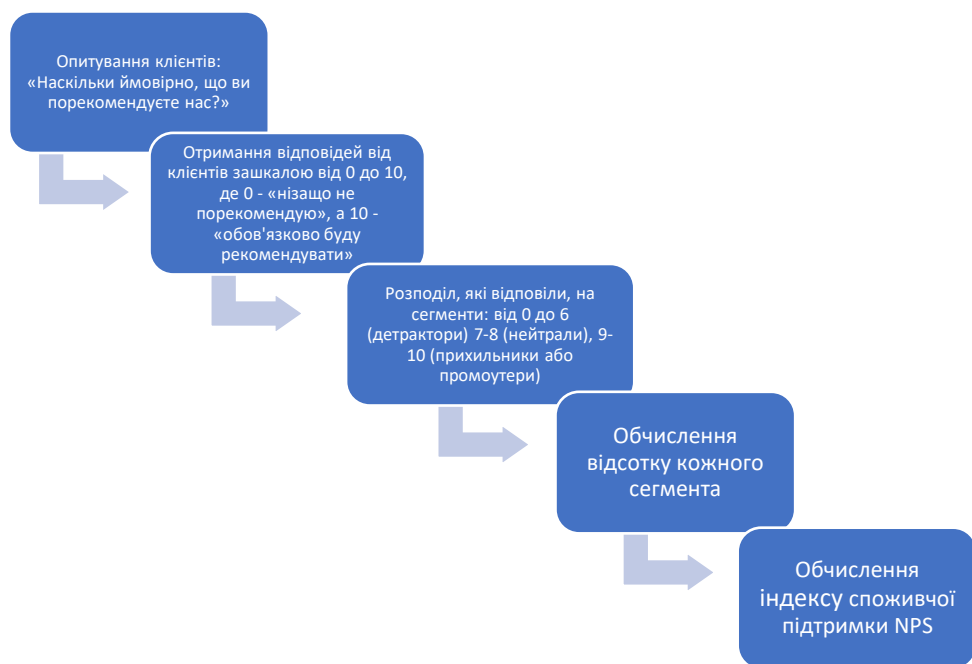 Опитування клієнтів:
«Наскільки ймовірно, що ви
порекомендуєте нас?»
Отримання відповідей від
клієнтів зашкалою від 0 до 10,
де 0 - «нізащо не
порекомендую», а 10 -
«обов'язково буду
рекомендувати»
Розподіл, які відповіли, на
сегменти: від 0 до 6
(детрактори) 7-8 (нейтрали), 9-
10 (прихильники або
промоутери)
Обчислення
відсотку кожного
сегмента
Обчислення
індексу споживчої
підтримки NPS